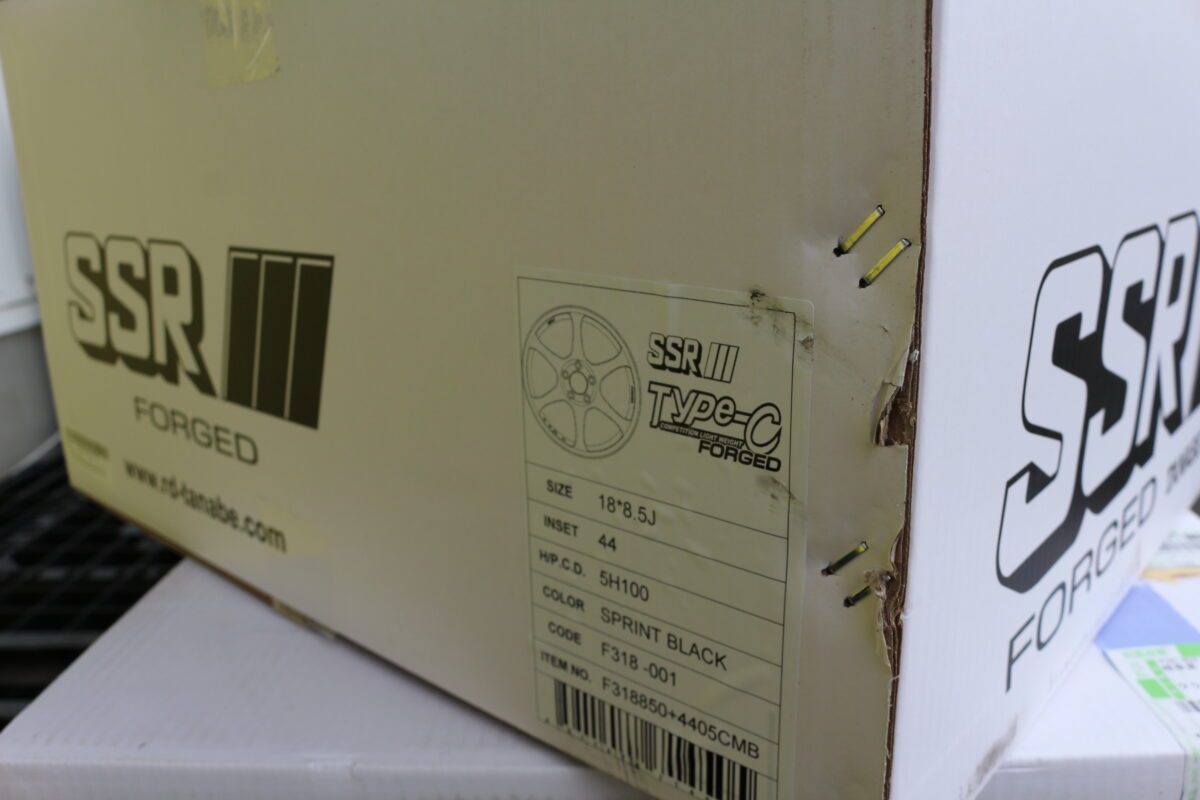 SSR
FORGED
www.rd-tanabe.com
SSR
Type-C
COMPETITION LIGHT WEIGHT
FORGED
SIZE 18*8.5J
INSET 44
H/P.C.D. 5H100
COLOR SPRINT BLACK
CODE F318-001
ITEM NO. F318850+4405CMB
SSR
FORGED